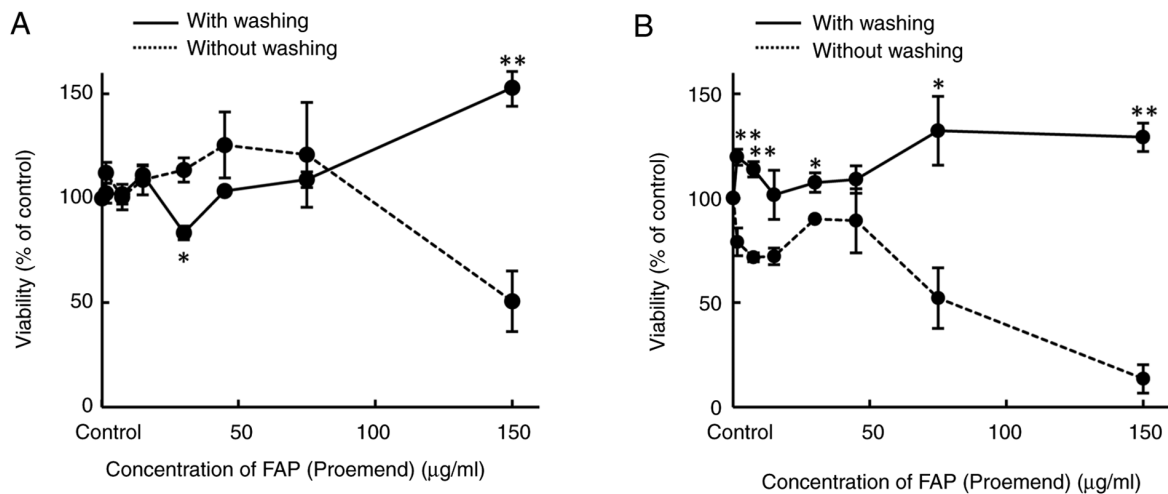 A
With washing
Without washing
**
150
100
50
0
*
Viability (% of control)
Control 50 100 150
Concentration of FAP (Proemend) (μg/ml)
B
With washing
Without washing
*
**
**
**
*
150
100
50
0
Viability (% of control)
Control 50 100 150
Concentration of FAP (Proemend) (μg/ml)